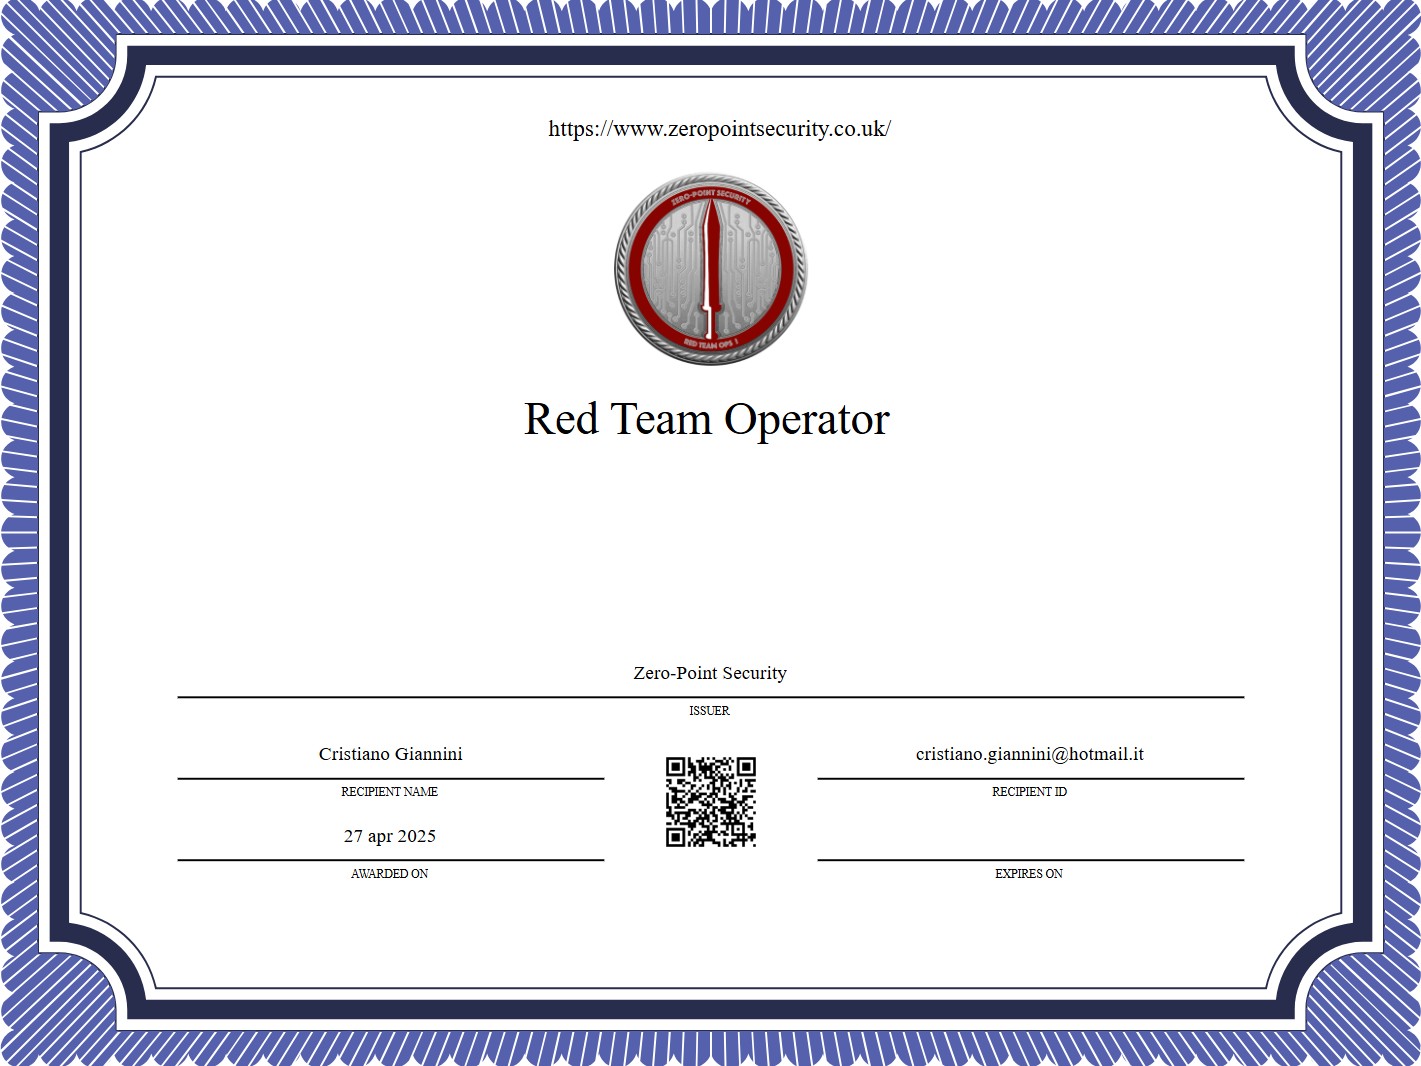 https://www.zeropointsecurity.co.uk/
ZERO-POINT SECURITY
RED TEAM OPS 1
Red Team Operator
Zero-Point Security
ISSUER
Cristiano Giannini
RECIPIENT NAME
cristiano.giannini@hotmail.it
RECIPIENT ID
27 apr 2025
AWARDED ON
EXPIRES ON